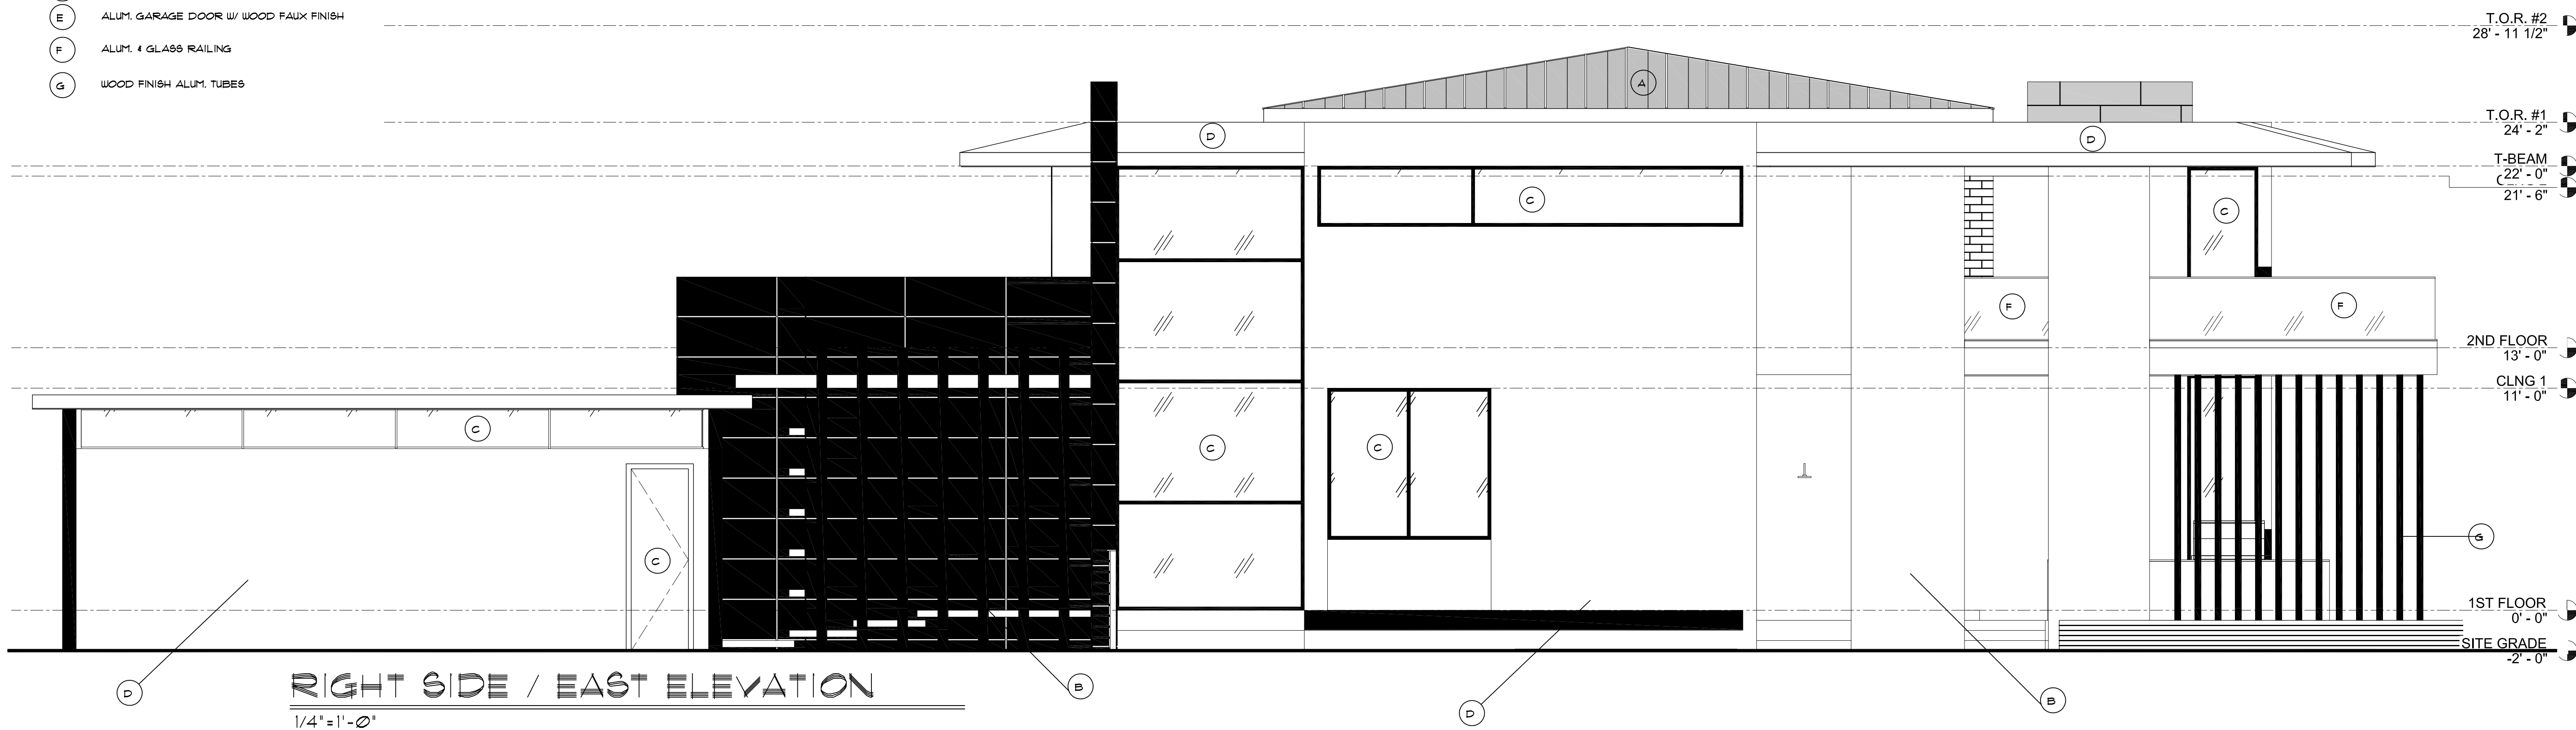 E ALUM. GARAGE DOOR W/ WOOD FAUX FINISH
F ALUM. & GLASS RAILING
G WOOD FINISH ALUM. TUBES
T.O.R. #2
28' - 11 1/2"
A
T.O.R. #1
24' - 2"
D
D
T-BEAM
22' - 0"
21' - 6"
C
C
F
F
2ND FLOOR
13' - 0"
CLNG 1
11' - 0"
C
C
C
G
C
1ST FLOOR
0' - 0"
SITE GRADE
-2' - 0"
D
B
D
B
RIGHT SIDE / EAST ELEVATION
1/4"=1'-0"